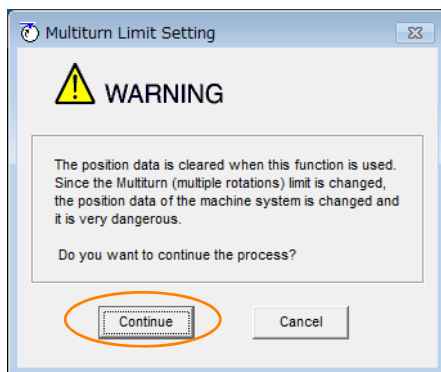 Multiturn Limit Setting
WARNING
The position data is cleared when this function is used.
Since the Multiturn (multiple rotations) limit is changed,
the position data of the machine system is changed and
it is very dangerous.
Do you want to continue the process?
Continue Cancel